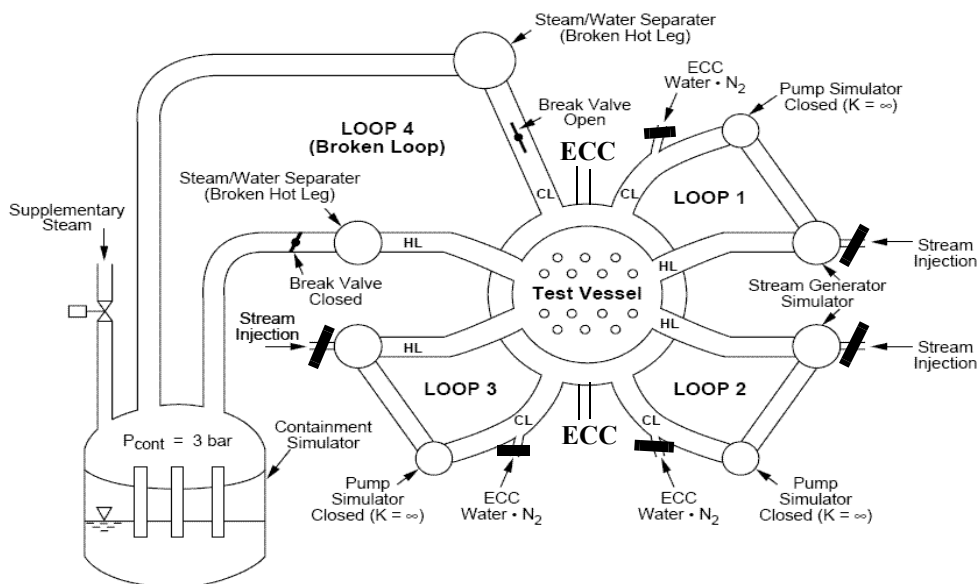 Steam/Water Separater
(Broken Hot Leg)
ECC
Water • N2
Pump Simulator
Closed (K = ∞)
Break Valve
Open
LOOP 4
(Broken Loop)
ECC
Steam/Water Separater
(Broken Hot Leg)
CL
CL
LOOP 1
Supplementary
Steam
HL
HL
Stream
Injection
Break Valve
Closed
Test Vessel
Stream Generator
Simulator
Stream
Injection
HL
HL
Stream
Injection
LOOP 3
LOOP 2
Containment
Simulator
Pcont = 3 bar
CL
ECC
CL
Pump
Simulator
Closed (K = ∞)
ECC
Water • N2
ECC
Water • N2
Pump
Simulator
Closed (K = ∞)